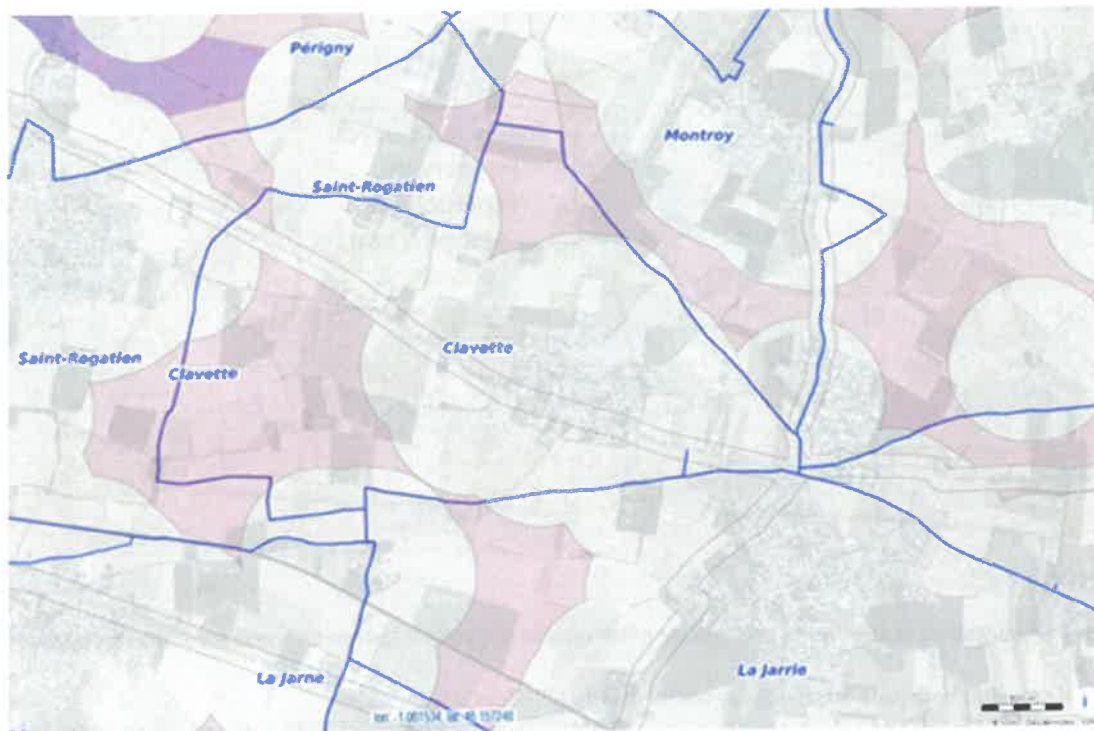 Périgny
Montroy
Saint-Rogatien
Clavette
Saint-Rogatien
Clavette
La Jarne
La Jarrie